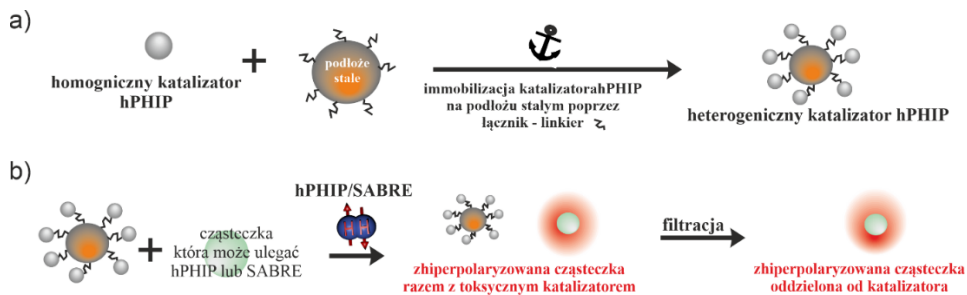 a)
homogniczny katalizator
hPHIP
+
podłoże
stałe
immobilizacja katalizatorahPHIP
na podłożu stałym poprzez
łącznik - linkier
heterogeniczny katalizator hPHIP
b)
+
cząsteczka
która może ulegać
hPHIP lub SABRE
hPHIP/SABRE
H H
zhiperpolaryzowana cząsteczka
razem z toksycznym katalizatorem
filtracja
zhiperpolaryzowana cząsteczka
oddzielona od katalizatora